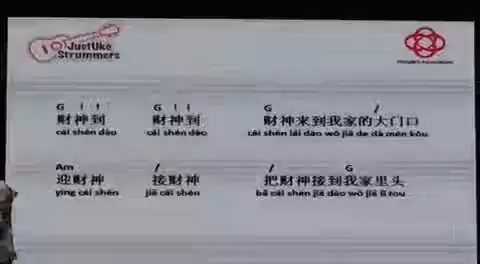 JustUke
Strummers
People's Association
G / / G / / G /
财神到 财神到 财神来到我家的大门口
cái shén dào cái shén dào cái shén lái dào wǒ jiā de dà mén kǒu
Am / / G
迎财神 接财神 把财神接到我家里头
yíng cái shén jiē cái shén bǎ cái shén jiē dào wǒ jiā lǐ tou